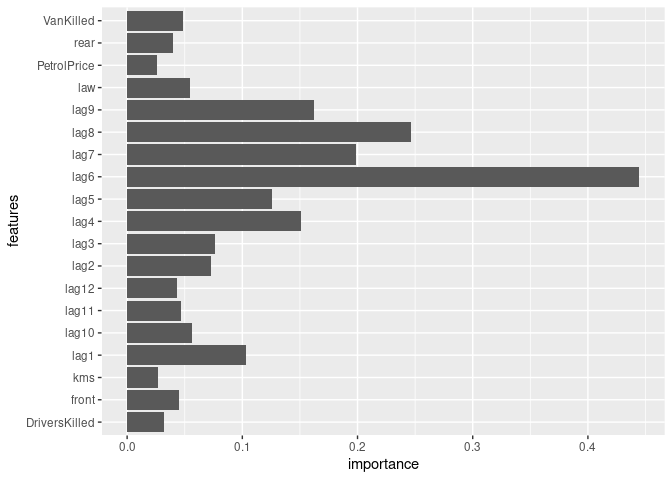 VanKilled
rear
PetrolPrice
law
lag9
lag8
lag7
lag6
lag5
lag4
lag3
lag2
lag12
lag11
lag10
lag1
kms
front
DriversKilled
features
0.0 0.1 0.2 0.3 0.4
importance